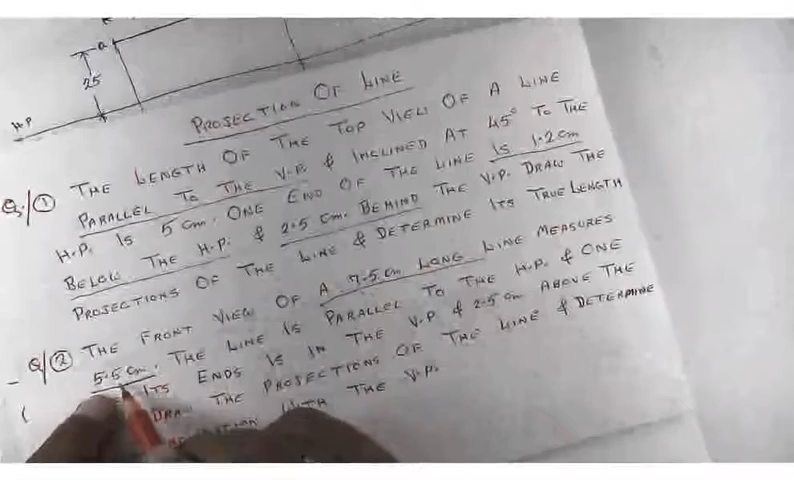 a
25
H.P
PROJECTION OF LINE
Q/① THE LENGTH OF THE TOP VIEW OF A LINE
PARALLEL TO THE V.P. & INCLINED AT 45° TO THE
H.P. IS 5 cm. ONE END OF THE LINE IS 1.2 cm
BELOW THE H.P. & 2.5 cm. BEHIND THE V.P. DRAW THE
PROJECTIONS OF THE LINE & DETERMINE ITS TRUE LENGTH
Q/② THE FRONT VIEW OF A 7.5 cm LONG LINE MEASURES
5.5 cm. THE LINE IS PARALLEL TO THE H.P. & ONE
ITS ENDS IS IN THE V.P & 2.5 cm ABOVE THE
DRAW THE PROJECTIONS OF THE LINE & DETERMINE
WITH THE V.P.